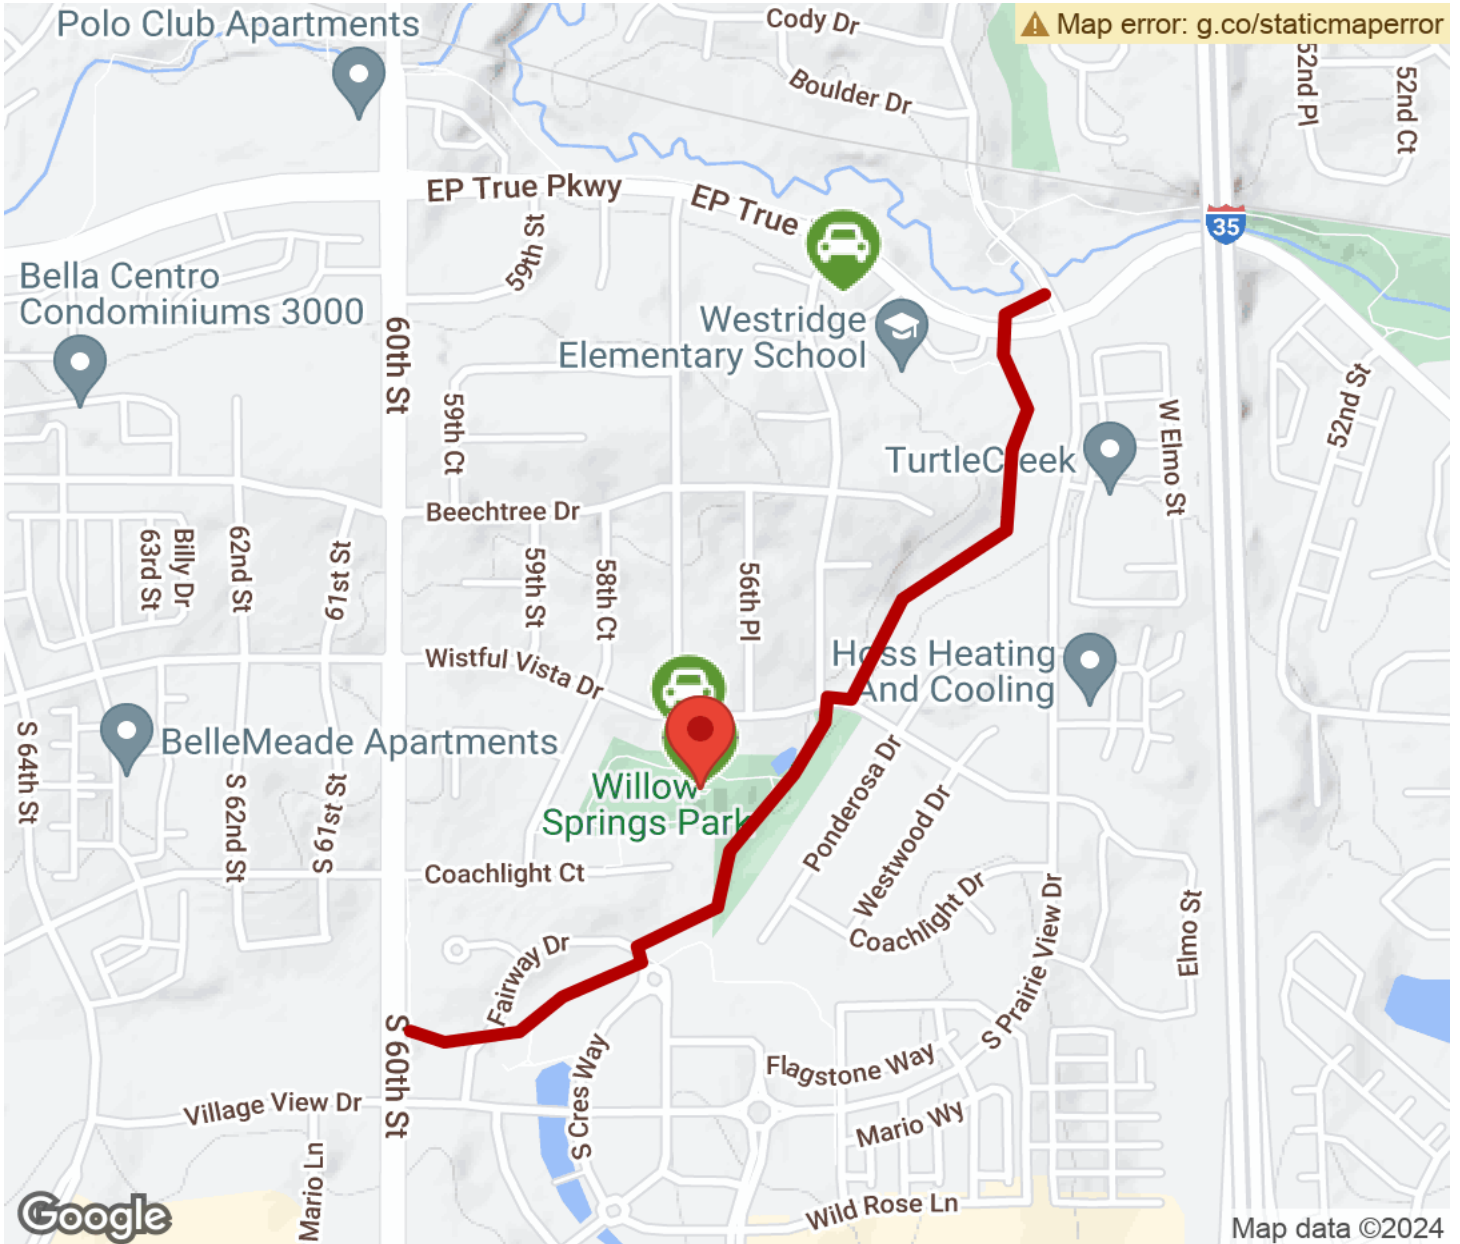 Polo Club Apartments
Cody Dr
Map error: g.co/staticmaperror
Boulder Dr
52nd Pl
52nd Ct
EP True Pkwy
EP True
35
59th St
Bella Centro
Condominiums 3000
60th St
Westridge
Elementary School
52nd St
59th Ct
W Elmo St
TurtleCreek
Beechtree Dr
63rd St
Billy Dr
62nd St
61st St
59th St
58th Ct
56th Pl
Wistful Vista Dr
Hoss Heating
And Cooling
S 64th St
BelleMeade Apartments
S 62nd St
S 61st St
Willow
Springs Park
Ponderosa Dr
Westwood Dr
Coachlight Ct
Coachlight Dr
S Prairie View Dr
Elmo St
Fairway Dr
S 60th St
S Cres Way
Flagstone Way
Village View Dr
Mario Wy
Mario Ln
Wild Rose Ln
Google
Map data ©2024